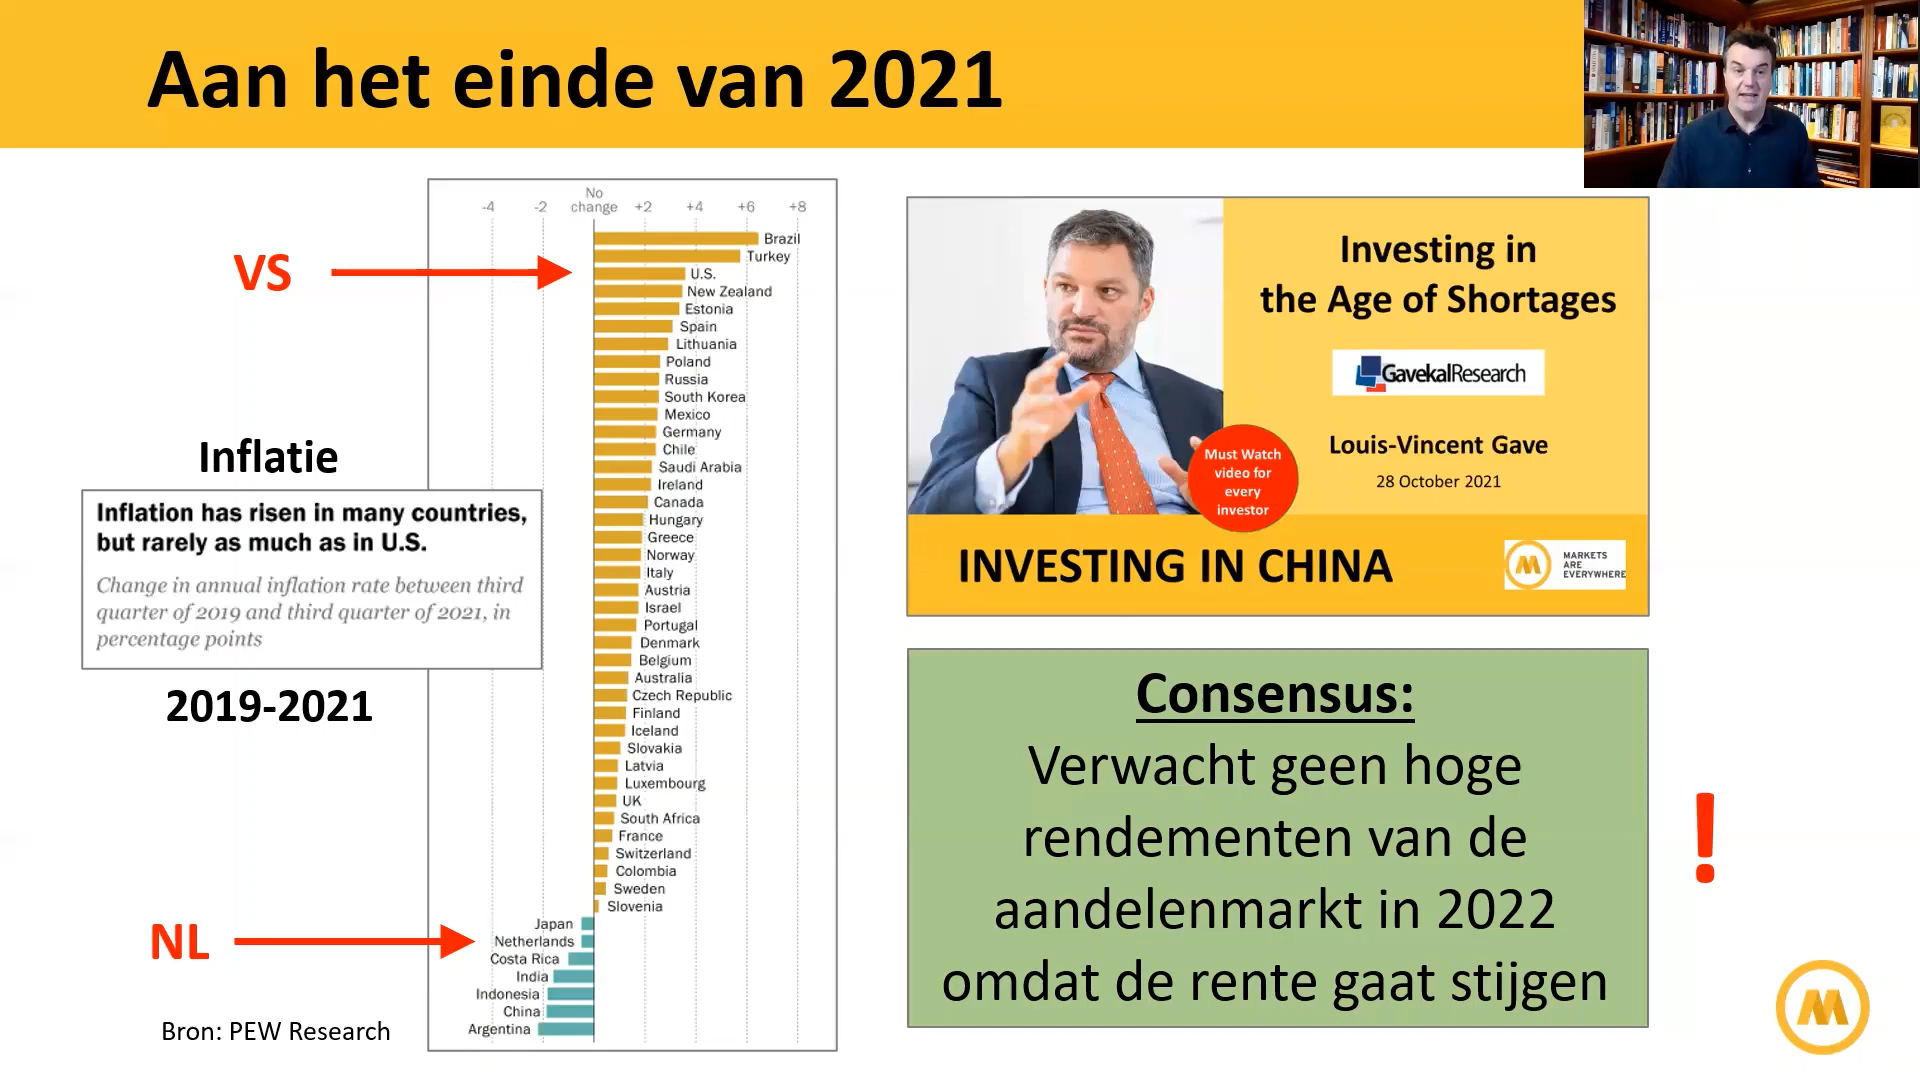 Aan het einde van 2021
VS
Inflatie
Inflation has risen in many countries,
but rarely as much as in U.S.
Change in annual inflation rate between third
quarter of 2019 and third quarter of 2021, in
percentage points
2019-2021
NL
Bron: PEW Research
No
-4 -2 change +2 +4 +6 +8
Brazil
Turkey
U.S.
New Zealand
Estonia
Spain
Lithuania
Poland
Russia
South Korea
Mexico
Germany
Chile
Saudi Arabia
Ireland
Canada
Hungary
Greece
Norway
Italy
Austria
Israel
Portugal
Denmark
Belgium
Australia
Czech Republic
Finland
Iceland
Slovakia
Latvia
Luxembourg
UK
South Africa
France
Switzerland
Colombia
Sweden
Slovenia
Japan
Netherlands
Costa Rica
India
Indonesia
China
Argentina
Investing in
the Age of Shortages
GavekalResearch
Louis-Vincent Gave
28 October 2021
Must Watch
video for
every
investor
INVESTING IN CHINA
MARKETS
ARE
EVERYWHERE
Consensus:
Verwacht geen hoge
rendementen van de
aandelenmarkt in 2022
omdat de rente gaat stijgen
!